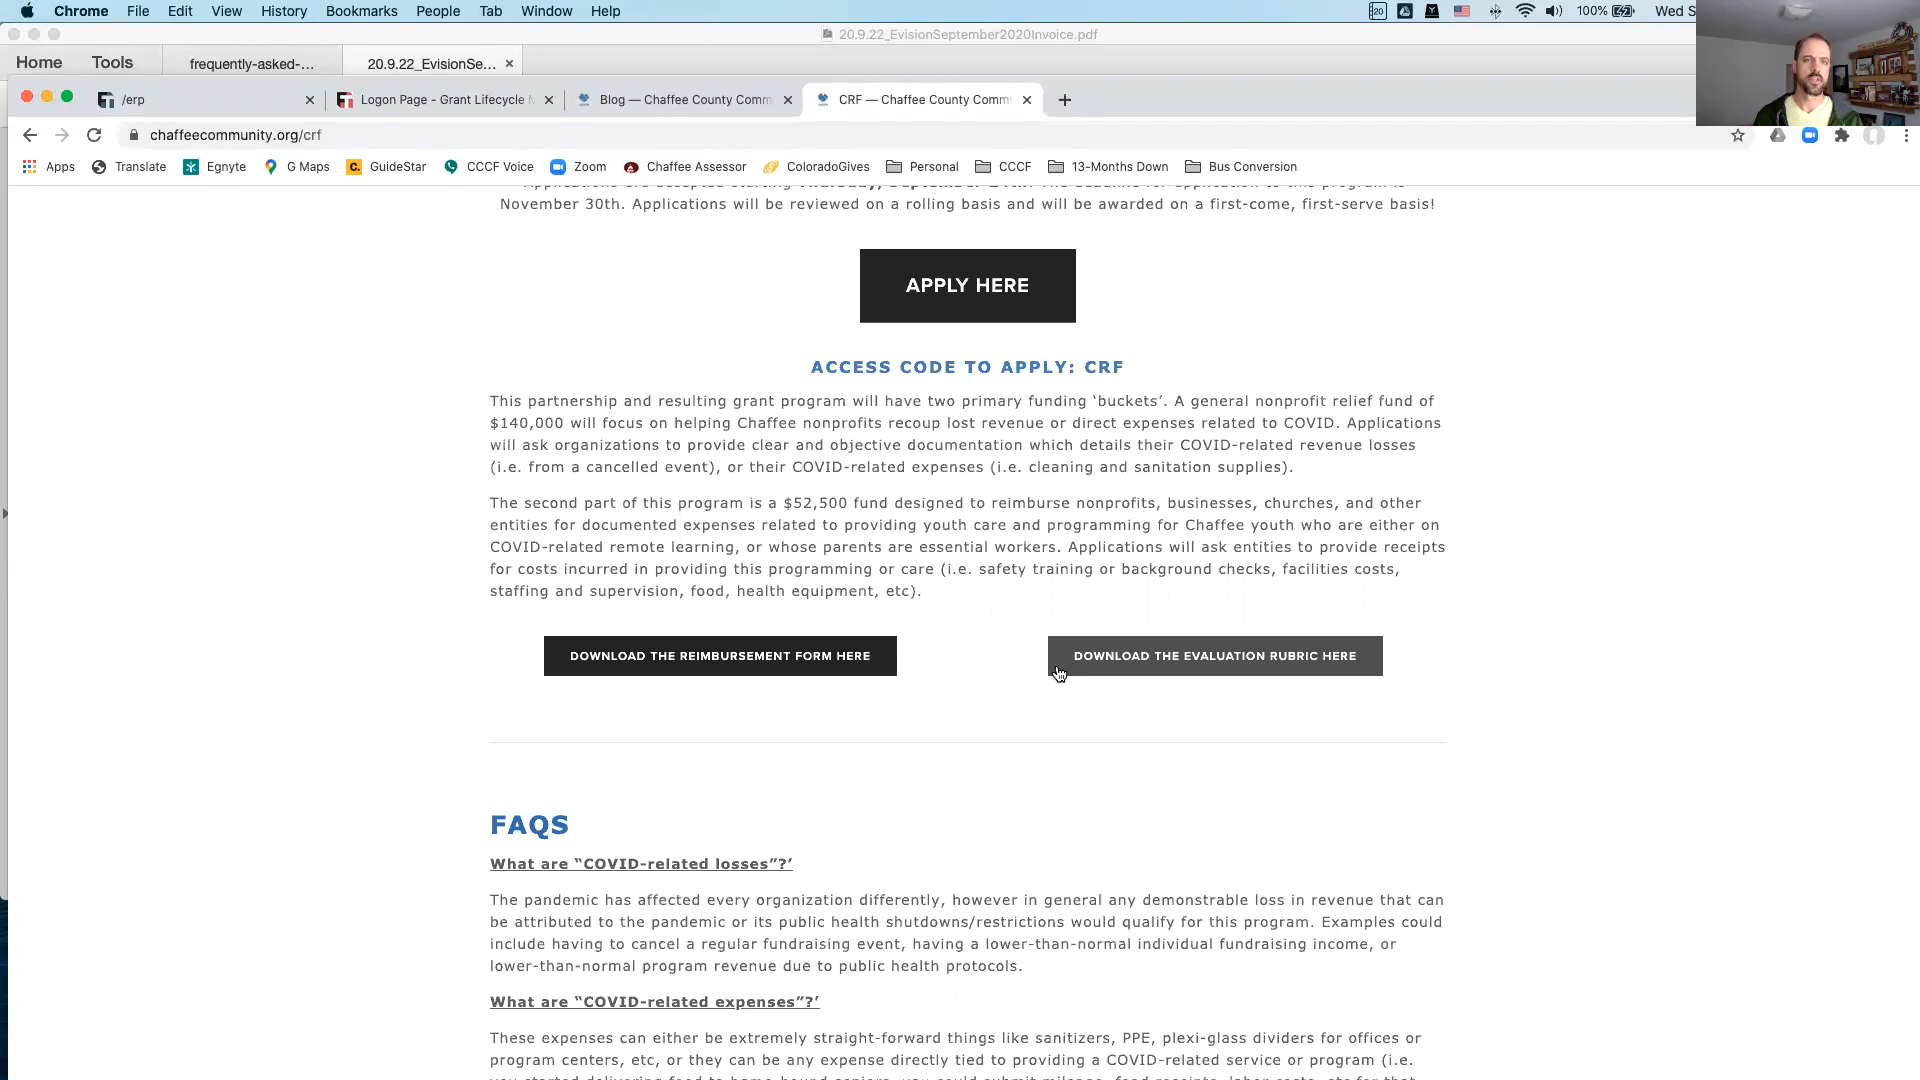 Chrome File Edit View History Bookmarks People Tab Window Help 20 100% Wed S
20.9.22_EvisionSeptember2020Invoice.pdf
Home Tools frequently-asked-... 20.9.22_EvisionSe... ×
/erp × Logon Page - Grant Lifecycle × Blog — Chaffee County Comm × CRF — Chaffee County Comm × +
chaffeecommunity.org/crf
Apps Translate Egnyte G Maps C. GuideStar CCCF Voice Zoom Chaffee Assessor ColoradoGives Personal CCCF 13-Months Down Bus Conversion
November 30th. Applications will be reviewed on a rolling basis and will be awarded on a first-come, first-serve basis!
APPLY HERE
ACCESS CODE TO APPLY: CRF
This partnership and resulting grant program will have two primary funding ‘buckets’. A general nonprofit relief fund of
$140,000 will focus on helping Chaffee nonprofits recoup lost revenue or direct expenses related to COVID. Applications
will ask organizations to provide clear and objective documentation which details their COVID-related revenue losses
(i.e. from a cancelled event), or their COVID-related expenses (i.e. cleaning and sanitation supplies).
The second part of this program is a $52,500 fund designed to reimburse nonprofits, businesses, churches, and other
entities for documented expenses related to providing youth care and programming for Chaffee youth who are either on
COVID-related remote learning, or whose parents are essential workers. Applications will ask entities to provide receipts
for costs incurred in providing this programming or care (i.e. safety training or background checks, facilities costs,
staffing and supervision, food, health equipment, etc).
DOWNLOAD THE REIMBURSEMENT FORM HERE DOWNLOAD THE EVALUATION RUBRIC HERE
FAQS
What are “COVID-related losses”?’
The pandemic has affected every organization differently, however in general any demonstrable loss in revenue that can
be attributed to the pandemic or its public health shutdowns/restrictions would qualify for this program. Examples could
include having to cancel a regular fundraising event, having a lower-than-normal individual fundraising income, or
lower-than-normal program revenue due to public health protocols.
What are “COVID-related expenses”?’
These expenses can either be extremely straight-forward things like sanitizers, PPE, plexi-glass dividers for offices or
program centers, etc, or they can be any expense directly tied to providing a COVID-related service or program (i.e.